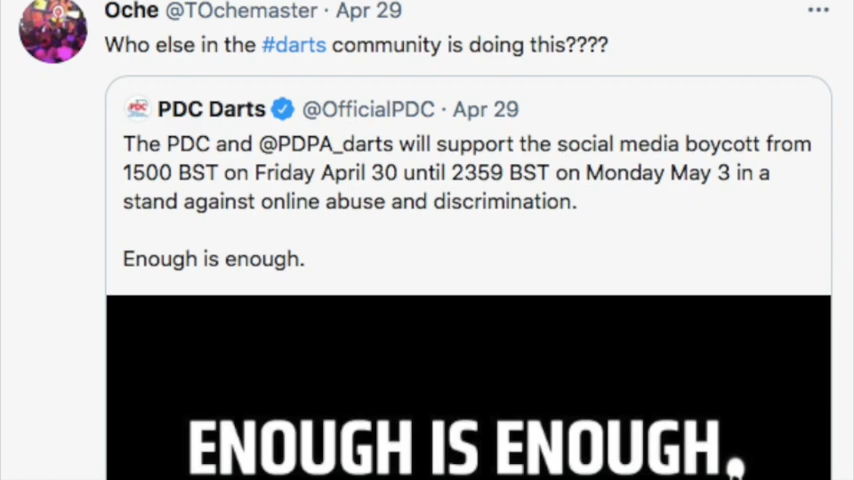 Oche @TOchemaster · Apr 29
Who else in the #darts community is doing this????
PDC Darts @OfficialPDC · Apr 29
The PDC and @PDPA_darts will support the social media boycott from
1500 BST on Friday April 30 until 2359 BST on Monday May 3 in a
stand against online abuse and discrimination.
Enough is enough.
ENOUGH IS ENOUGH.